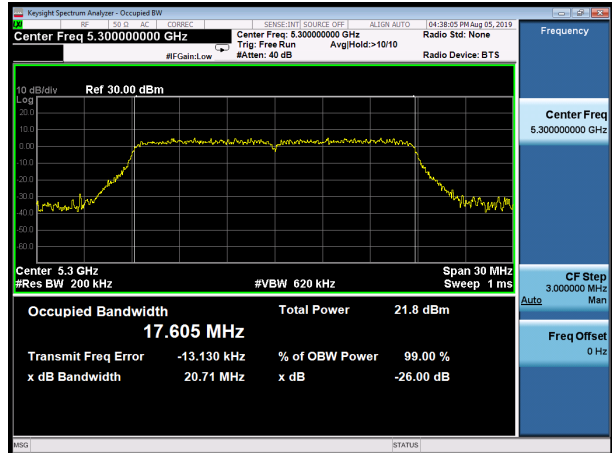 Keysight Spectrum Analyzer - Occupied BW
LXI RF 50 Ω AC CORREC SENSE:INT SOURCE OFF ALIGN AUTO 04:38:05 PM Aug 05, 2019
Center Freq 5.300000000 GHz Center Freq: 5.300000000 GHz Radio Std: None Frequency
Trig: Free Run Avg|Hold:>10/10
#IFGain:Low #Atten: 40 dB Radio Device: BTS
10 dB/div Ref 30.00 dBm
Log
20.0
10.0
0.00
-10.0
-20.0
-30.0
-40.0
-50.0
-60.0
Center Freq
5.300000000 GHz
Center 5.3 GHz Span 30 MHz
#Res BW 200 kHz #VBW 620 kHz Sweep 1 ms
CF Step
3.000000 MHz
Auto Man
Occupied Bandwidth Total Power 21.8 dBm
17.605 MHz
Transmit Freq Error -13.130 kHz % of OBW Power 99.00 %
x dB Bandwidth 20.71 MHz x dB -26.00 dB
Freq Offset
0 Hz
MSG STATUS